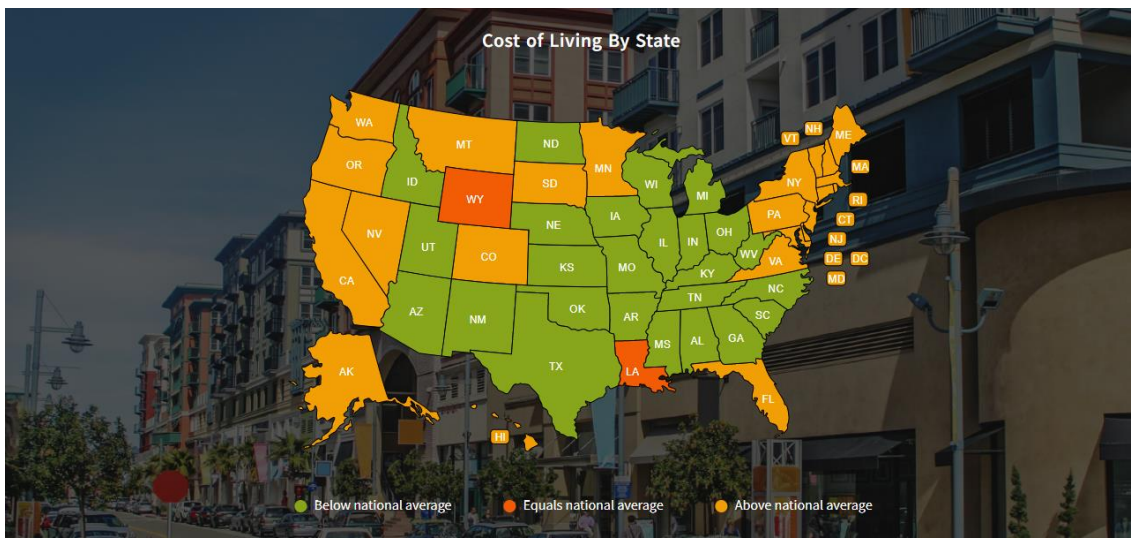 Cost of Living By State
WA
MT
ND
MN
VT
NH
ME
OR
ID
SD
WI
MI
NY
MA
WY
RI
NE
IA
PA
CT
NV
UT
CO
IL
IN
OH
WV
VA
NJ
DE
DC
CA
KS
MO
KY
MD
AZ
NM
OK
AR
TN
NC
SC
MS
AL
GA
TX
LA
AK
FL
HI
Below national average
Equals national average
Above national average